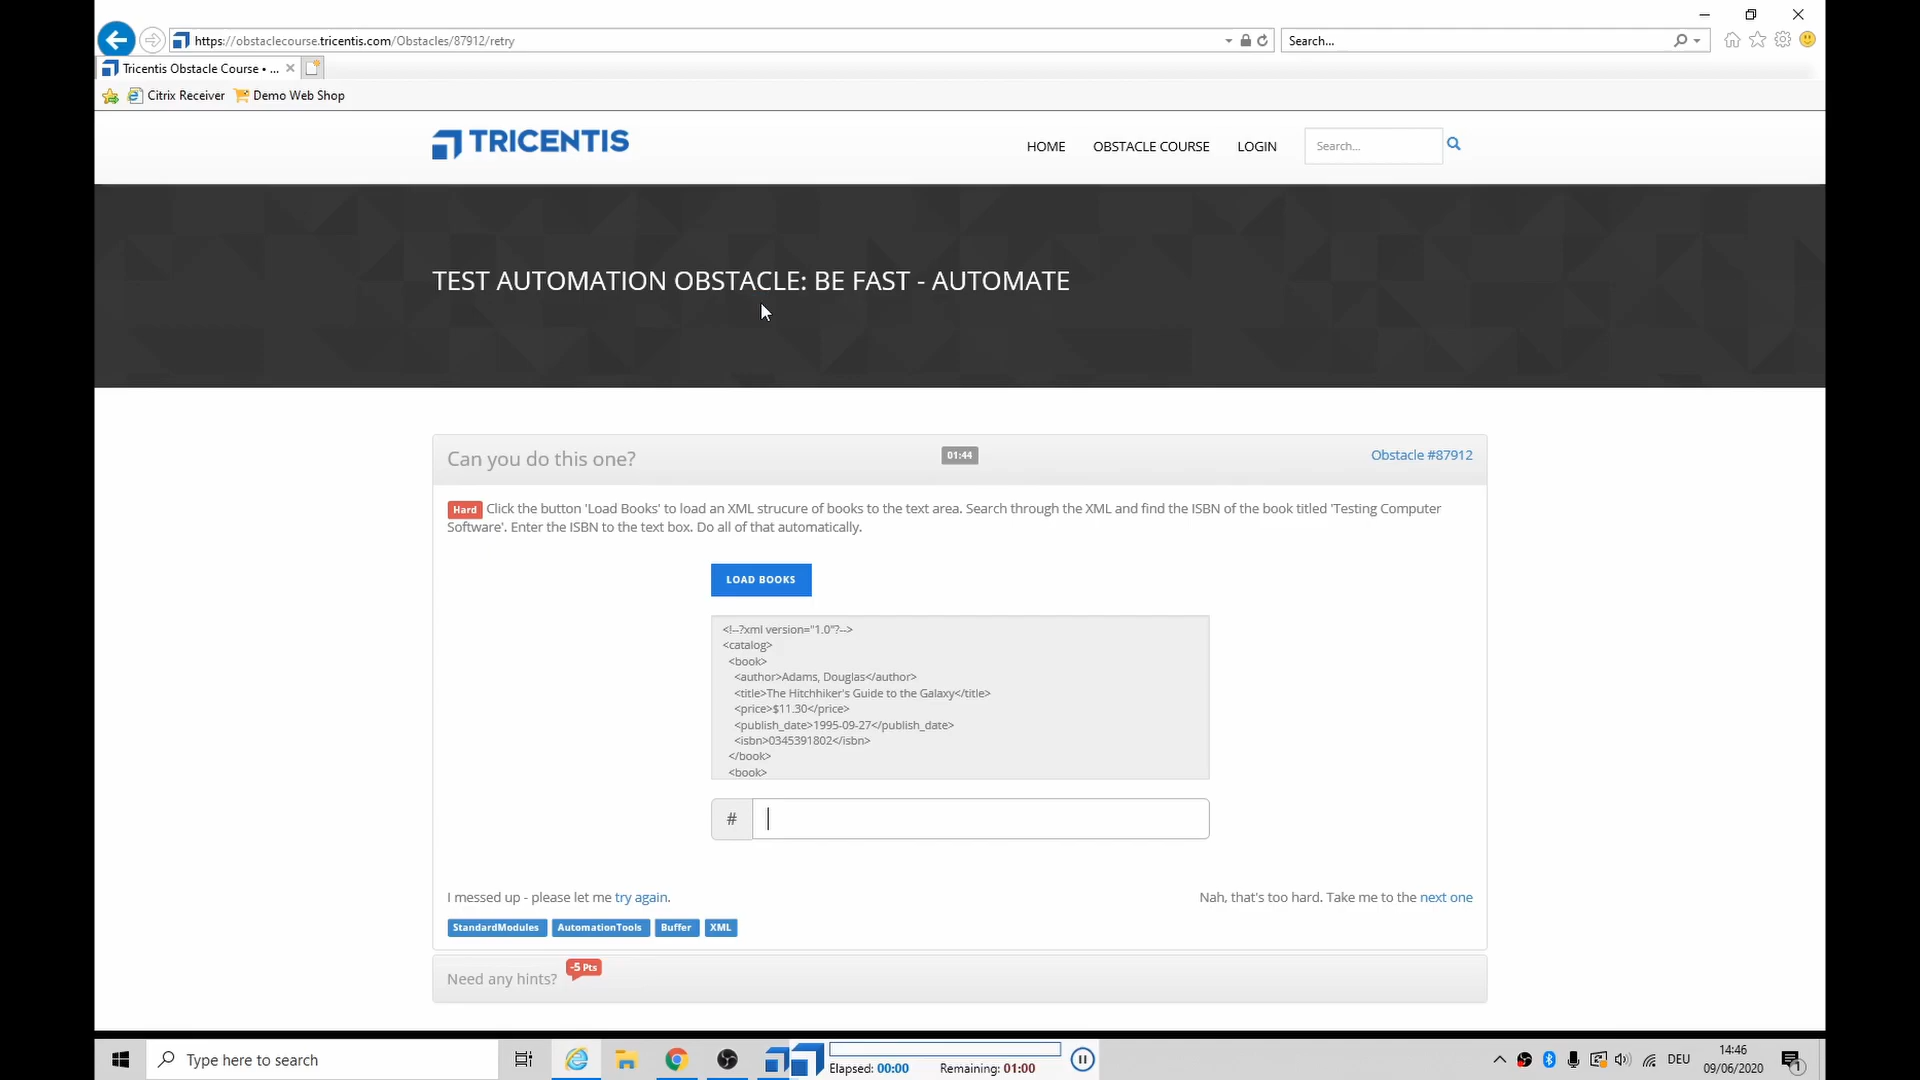 https://obstaclecourse.tricentis.com/Obstacles/87912/retry
Search...
Tricentis Obstacle Course • ...
Citrix Receiver
Demo Web Shop
TRICENTIS
HOME
OBSTACLE COURSE
LOGIN
Search...
TEST AUTOMATION OBSTACLE: BE FAST - AUTOMATE
Can you do this one?
01:44
Obstacle #87912
Hard Click the button 'Load Books' to load an XML strucure of books to the text area. Search through the XML and find the ISBN of the book titled 'Testing Computer
Software'. Enter the ISBN to the text box. Do all of that automatically.
LOAD BOOKS
<!--?xml version="1.0"?-->
<catalog>
<book>
<author>Adams, Douglas</author>
<title>The Hitchhiker's Guide to the Galaxy</title>
<price>$11.30</price>
<publish_date>1995-09-27</publish_date>
<isbn>0345391802</isbn>
</book>
<book>
#
I messed up - please let me try again.
Nah, that's too hard. Take me to the next one
StandardModules
AutomationTools
Buffer
XML
Need any hints?
-5 Pts
Type here to search
Elapsed: 00:00
Remaining: 01:00
DEU
14:46
09/06/2020
1